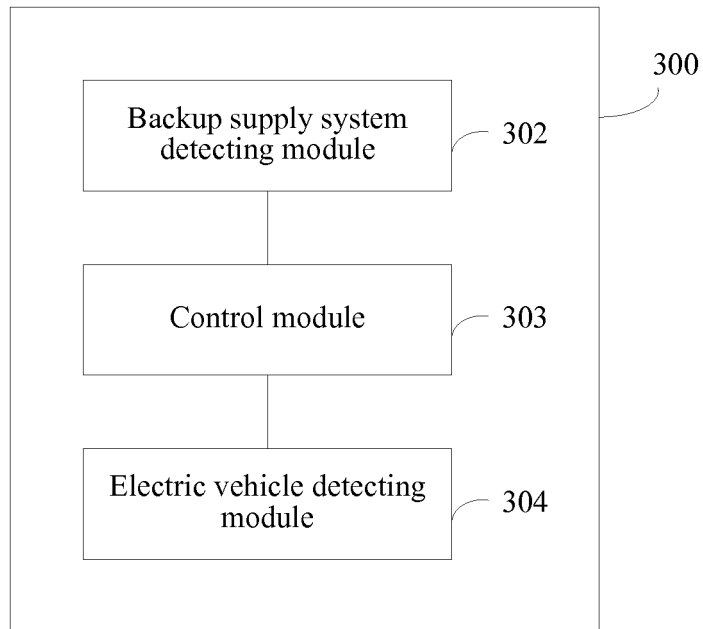 300
Backup supply system
detecting module
302
Control module
303
Electric vehicle detecting
module
304